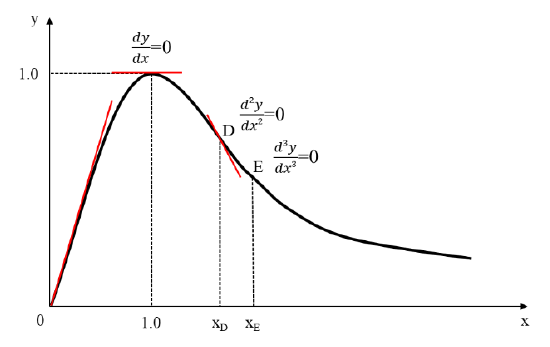 y
dy/dx=0
1.0
d²y/dx²=0
D
d³y/dx³=0
E
0 1.0 x_D x_E x